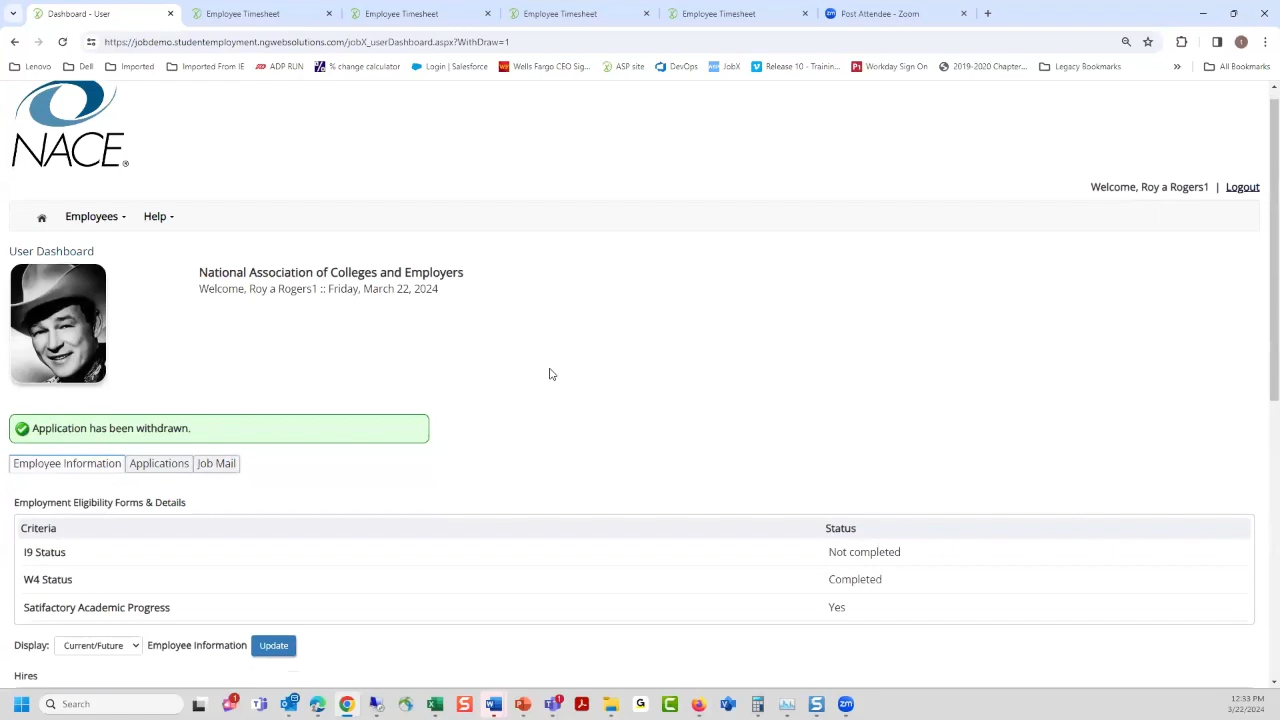 Dashboard - User
Employee Timesheet
Employee Timesheet
Employee Timesheet
Employee Timesheet
Post Attendee - Zoom
https://jobdemo.studentemployment.ngwebsolutions.com/jobX_userDashboard.aspx?WithDraw=1
Lenovo
Dell
Imported
Imported From IE
ADP RUN
% change calculator
Login | Salesforce
Wells Fargo CEO Sig...
ASP site
DevOps
JobX
Release 10 - Trainin...
Workday Sign On
2019-2020 Chapter...
Legacy Bookmarks
All Bookmarks
NACE®
Welcome, Roy a Rogers1 | Logout
Employees
Help
User Dashboard
National Association of Colleges and Employers
Welcome, Roy a Rogers1 :: Friday, March 22, 2024
Application has been withdrawn.
Employee Information
Applications
Job Mail
Employment Eligibility Forms & Details
Criteria
Status
I9 Status
Not completed
W4 Status
Completed
Satifactory Academic Progress
Yes
Display: Current/Future Employee Information Update
Hires
Search
12:33 PM
3/22/2024